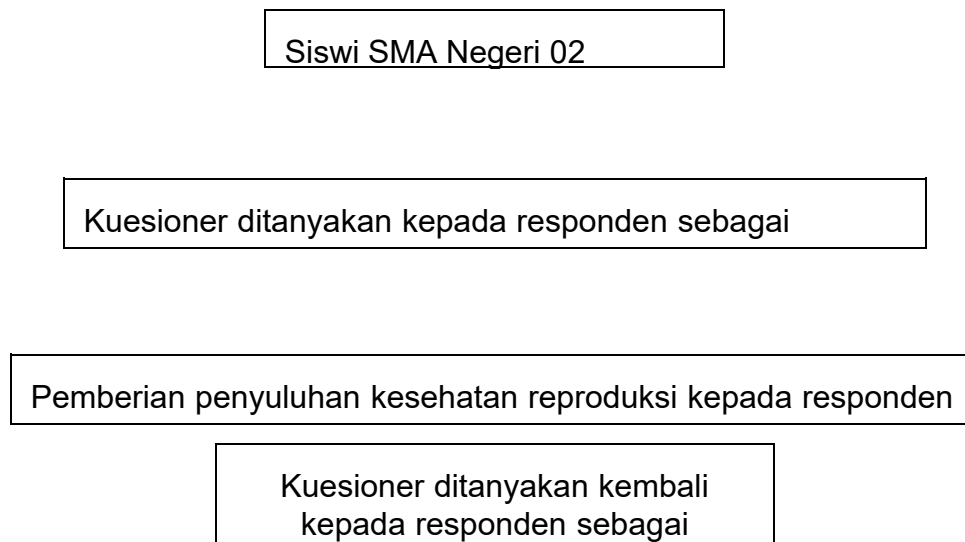 Siswi SMA Negeri 02
Kuesioner ditanyakan kepada responden sebagai
Pemberian penyuluhan kesehatan reproduksi kepada responden
Kuesioner ditanyakan kembali
kepada responden sebagai